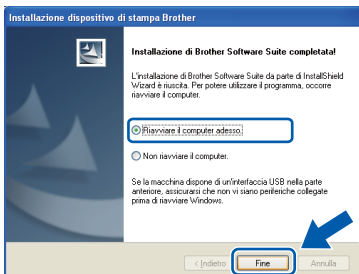 Installazione dispositivo di stampa Brother
Installazione di Brother Software Suite completata!
L'installazione di Brother Software Suite da parte di InstallShield
Wizard è riuscita. Per potere utilizzare il programma, occorre
riavviare il computer.
Riavviare il computer adesso.
Non riavviare il computer.
Se la macchina dispone di un'interfaccia USB nella parte
anteriore, assicurarsi che non vi siano periferiche collegate
prima di riavviare Windows.
< Indietro
Fine
Annulla